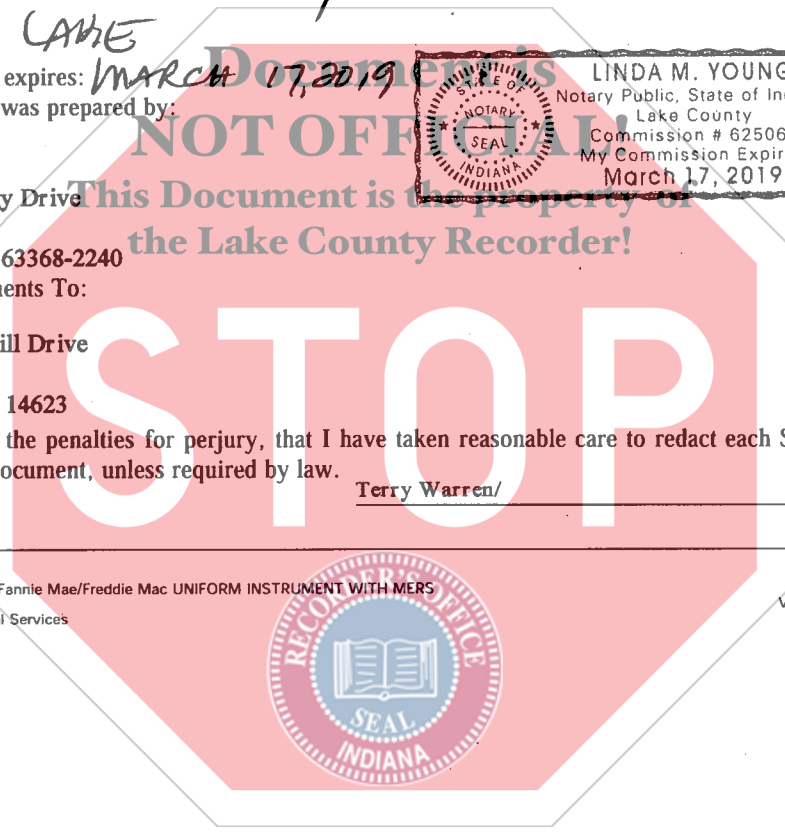 LAKE
expires: MARCH 17, 2019
was prepared by:
LINDA M. YOUNG
Notary Public, State of In
Lake County
Commission # 62506
My Commission Expir
March 17, 2019
STATE OF
NOTARY
SEAL
INDIANA
Document is
NOT OFFICIAL!
This Document is the property of
the Lake County Recorder!
y Drive
63368-2240
ents To:
ill Drive
14623
the penalties for perjury, that I have taken reasonable care to redact each S
ocument, unless required by law.
Terry Warren/
STOP
Fannie Mae/Freddie Mac UNIFORM INSTRUMENT WITH MERS
l Services
V
RECORDER'S OFFICE
SEAL
INDIANA